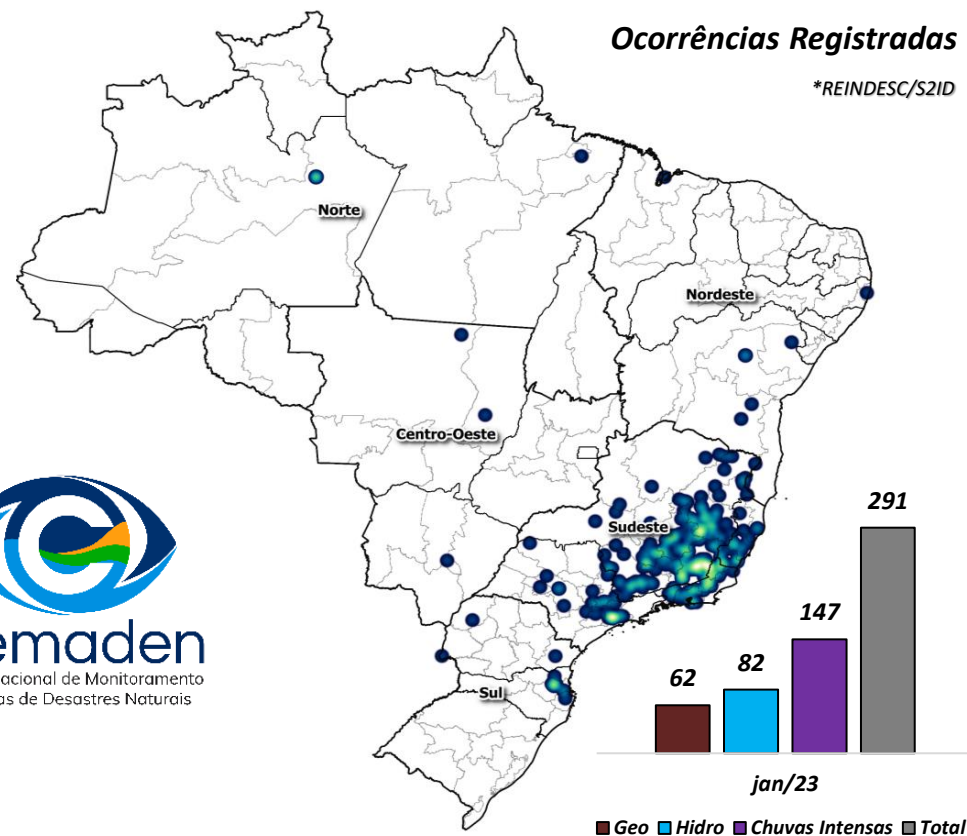 Ocorrências Registradas
*REINDESC/S2ID
Norte
Nordeste
Centro-Oeste
Sudeste
Sul
emaden
acional de Monitoramento
as de Desastres Naturais
291
147
82
62
jan/23
Geo Hidro Chuvas Intensas Total